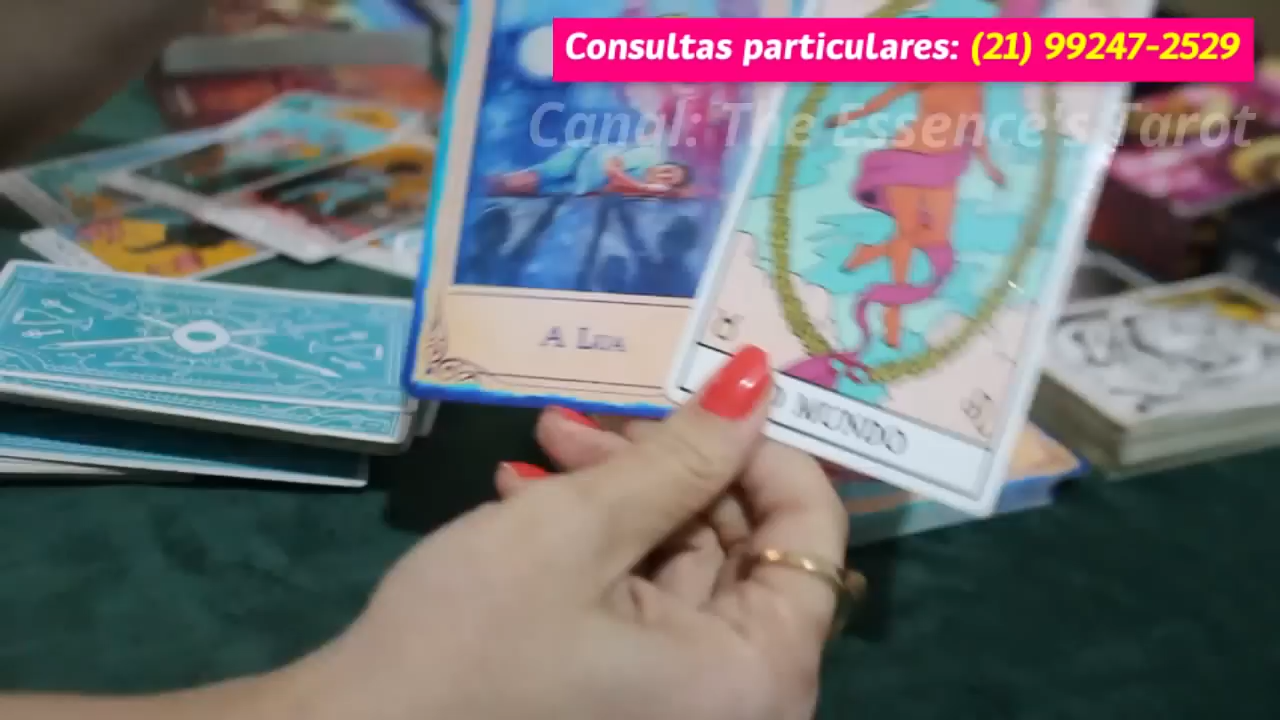 Consultas particulares: (21) 99247-2529
Canal: The Essence's Tarot
A LUA
O MUNDO